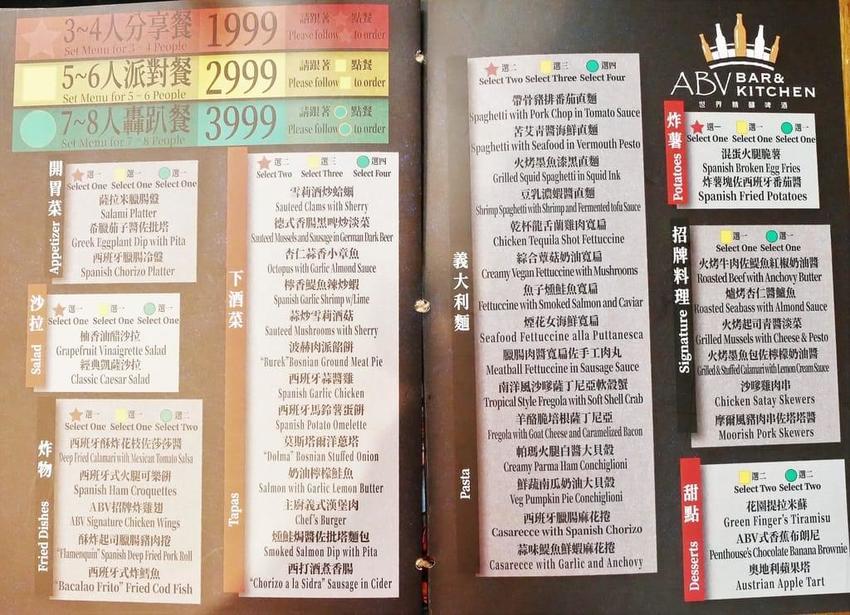 3~4人分享餐
Set Menu for 3~4 People
1999
請跟著★點餐
Please follow★to order
5~6人派對餐
Set Menu for 5~6 People
2999
請跟著■點餐
Please follow■to order
7~8人轟趴餐
Set Menu for 7~8 People
3999
請跟著●點餐
Please follow●to order
開胃菜
Appetizer
★選一 ■選一 ●選一
Select One Select One Select One
薩拉米臘腸盤
Salami Platter
希臘茄子醬佐批塔
Greek Eggplant Dip with Pita
西班牙臘腸冷盤
Spanish Chorizo Platter
沙拉
Salad
★選一 ■選一 ●選一
Select One Select One Select One
柚香油醋沙拉
Grapefruit Vinaigrette Salad
經典凱薩沙拉
Classic Caesar Salad
炸物
Fried Dishes
★選一 ■選一 ●選二
Select One Select One Select Two
西班牙酥炸花枝佐莎莎醬
Deep Fried Calamari with Mexican Tomato Salsa
西班牙式火腿可樂餅
Spanish Ham Croquettes
ABV招牌炸雞翅
ABV Signature Chicken Wings
酥炸起司臘腸豬肉捲
"Flamenquin" Spanish Deep Fried Pork Roll
西班牙式炸鱈魚
"Bacalao Frito" Fried Cod Fish
下酒菜
Tapas
★選二 ■選三 ●選四
Select Two Select Three Select Four
雪莉酒炒蛤蜊
Sauteed Clams with Sherry
德式香腸黑啤炒淡菜
Sauteed Mussels and Sausage in German Dark Beer
杏仁蒜香小章魚
Octopus with Garlic Almond Sauce
檸香鯷魚辣炒蝦
Spanish Garlic Shrimp w/Lime
蒜炒雪莉酒菇
Sauteed Mushrooms with Sherry
波赫肉派餡餅
"Burek"Bosnian Ground Meat Pie
西班牙蒜醬雞
Spanish Garlic Chicken
西班牙馬鈴薯蛋餅
Spanish Potato Omelette
莫斯塔爾洋蔥塔
"Dolma" Bosnian Stuffed Onion
奶油檸檬鮭魚
Salmon with Garlic Lemon Butter
主廚義式漢堡肉
Chef's Burger
燻鮭焗醬佐批塔麵包
Smoked Salmon Dip with Pita
西打酒煮香腸
"Chorizo a la Sidra" Sausage in Cider
義大利麵
Pasta
★選二 ■選三 ●選四
Select Two Select Three Select Four
帶骨豬排番茄直麵
Spaghetti with Pork Chop in Tomato Sauce
苦艾青醬海鮮直麵
Spaghetti with Seafood in Vermouth Pesto
火烤墨魚漆黑直麵
Grilled Squid Spaghetti in Squid Ink
豆乳濃蝦醬直麵
Shrimp Spaghetti with Shrimp and Fermented tofu Sauce
乾杯龍舌蘭雞肉寬扁
Chicken Tequila Shot Fettuccine
綜合蕈菇奶油寬扁
Creamy Vegan Fettuccine with Mushrooms
魚子燻鮭魚寬扁
Fettuccine with Smoked Salmon and Caviar
煙花女海鮮寬扁
Seafood Fettuccine alla Puttanesca
臘腸肉醬寬扁佐手工肉丸
Meatball Fettuccine in Sausage Sauce
南洋風沙嗲薩丁尼亞軟殼蟹
Tropical Style Fregola with Soft Shell Crab
羊酪脆培根薩丁尼亞
Fregola with Goat Cheese and Caramelized Bacon
帕瑪火腿白醬大貝殼
Creamy Parma Ham Conchiglioni
鮮蔬南瓜奶油大貝殼
Veg Pumpkin Pie Conchiglioni
西班牙臘腸麻花捲
Casarecce with Spanish Chorizo
蒜味鯷魚鮮蝦麻花捲
Casarecce with Garlic and Anchovy
ABV BAR& KITCHEN
世界精釀啤酒
炸薯
Potatoes
★選一 ■選一 ●選一
Select One Select One Select One
混蛋火腿脆薯
Spanish Broken Egg Fries
炸薯塊佐西班牙番茄醬
Spanish Fried Potatoes
招牌料理
Signature
■選一 ●選一
Select One Select One
火烤牛肉佐鯷魚紅椒奶油醬
Roasted Beef with Anchovy Butter
爐烤杏仁醬鱸魚
Roasted Seabass with Almond Sauce
火烤起司青醬淡菜
Grilled Mussels with Cheese & Pesto
火烤墨魚包佐檸檬奶油醬
Grilled & Stuffed Calamari with Lemon Cream Sauce
沙嗲雞肉串
Chicken Satay Skewers
摩爾風豬肉串佐塔塔醬
Moorish Pork Skewers
甜點
Desserts
■選二 ●選二
Select Two Select Two
花園提拉米蘇
Green Finger's Tiramisu
ABV式香蕉布朗尼
Penthouse's Chocolate Banana Brownie
奧地利蘋果塔
Austrian Apple Tart